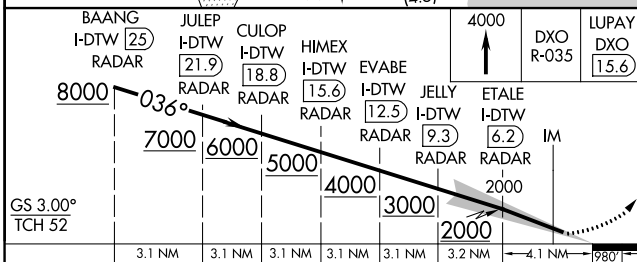 (4.8)
BAANG
I-DTW 25
RADAR
JULEP
I-DTW
21.9
RADAR
CULOP
I-DTW
18.8
RADAR
HIMEX
I-DTW
15.6
RADAR
EVABE
I-DTW
12.5
RADAR
JELLY
I-DTW
9.3
RADAR
ETALE
I-DTW
6.2
RADAR
4000
DXO
R-035
LUPAY
DXO
15.6
IM
8000
036°
7000
6000
5000
4000
3000
2000
2000
GS 3.00°
TCH 52
3.1 NM
3.1 NM
3.1 NM
3.1 NM
3.1 NM
3.2 NM
4.1 NM
980'